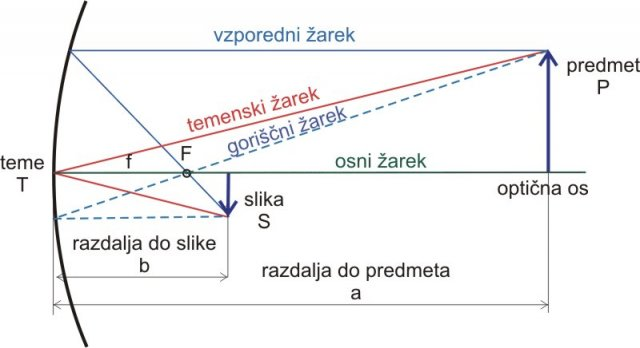 vzporedni žarek
predmet
P
temenski žarek
goriščni žarek
teme
T
f
F
osni žarek
optična os
slika
S
razdalja do slike
b
razdalja do predmeta
a